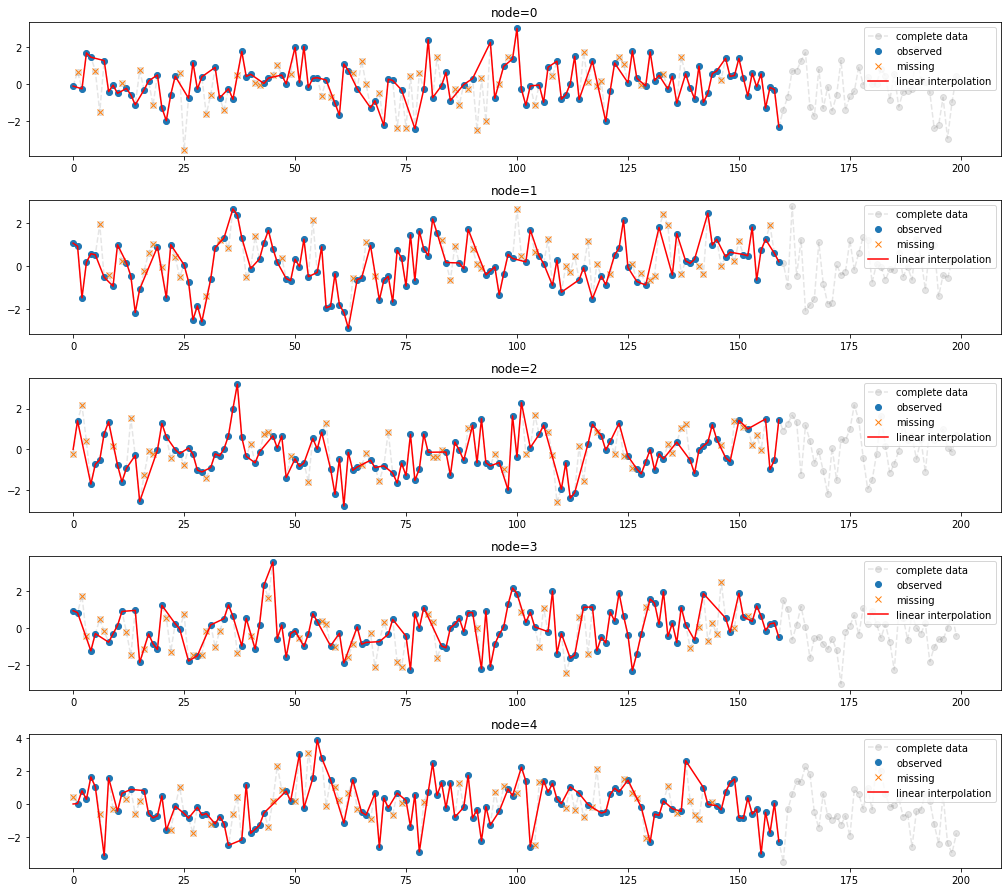 node=0
complete data
observed
missing
linear interpolation
2
0
−2
0 25 50 75 100 125 150 175 200
node=1
complete data
observed
missing
linear interpolation
2
0
−2
0 25 50 75 100 125 150 175 200
node=2
complete data
observed
missing
linear interpolation
2
0
−2
0 25 50 75 100 125 150 175 200
node=3
complete data
observed
missing
linear interpolation
2
0
−2
0 25 50 75 100 125 150 175 200
node=4
complete data
observed
missing
linear interpolation
4
2
0
−2
0 25 50 75 100 125 150 175 200